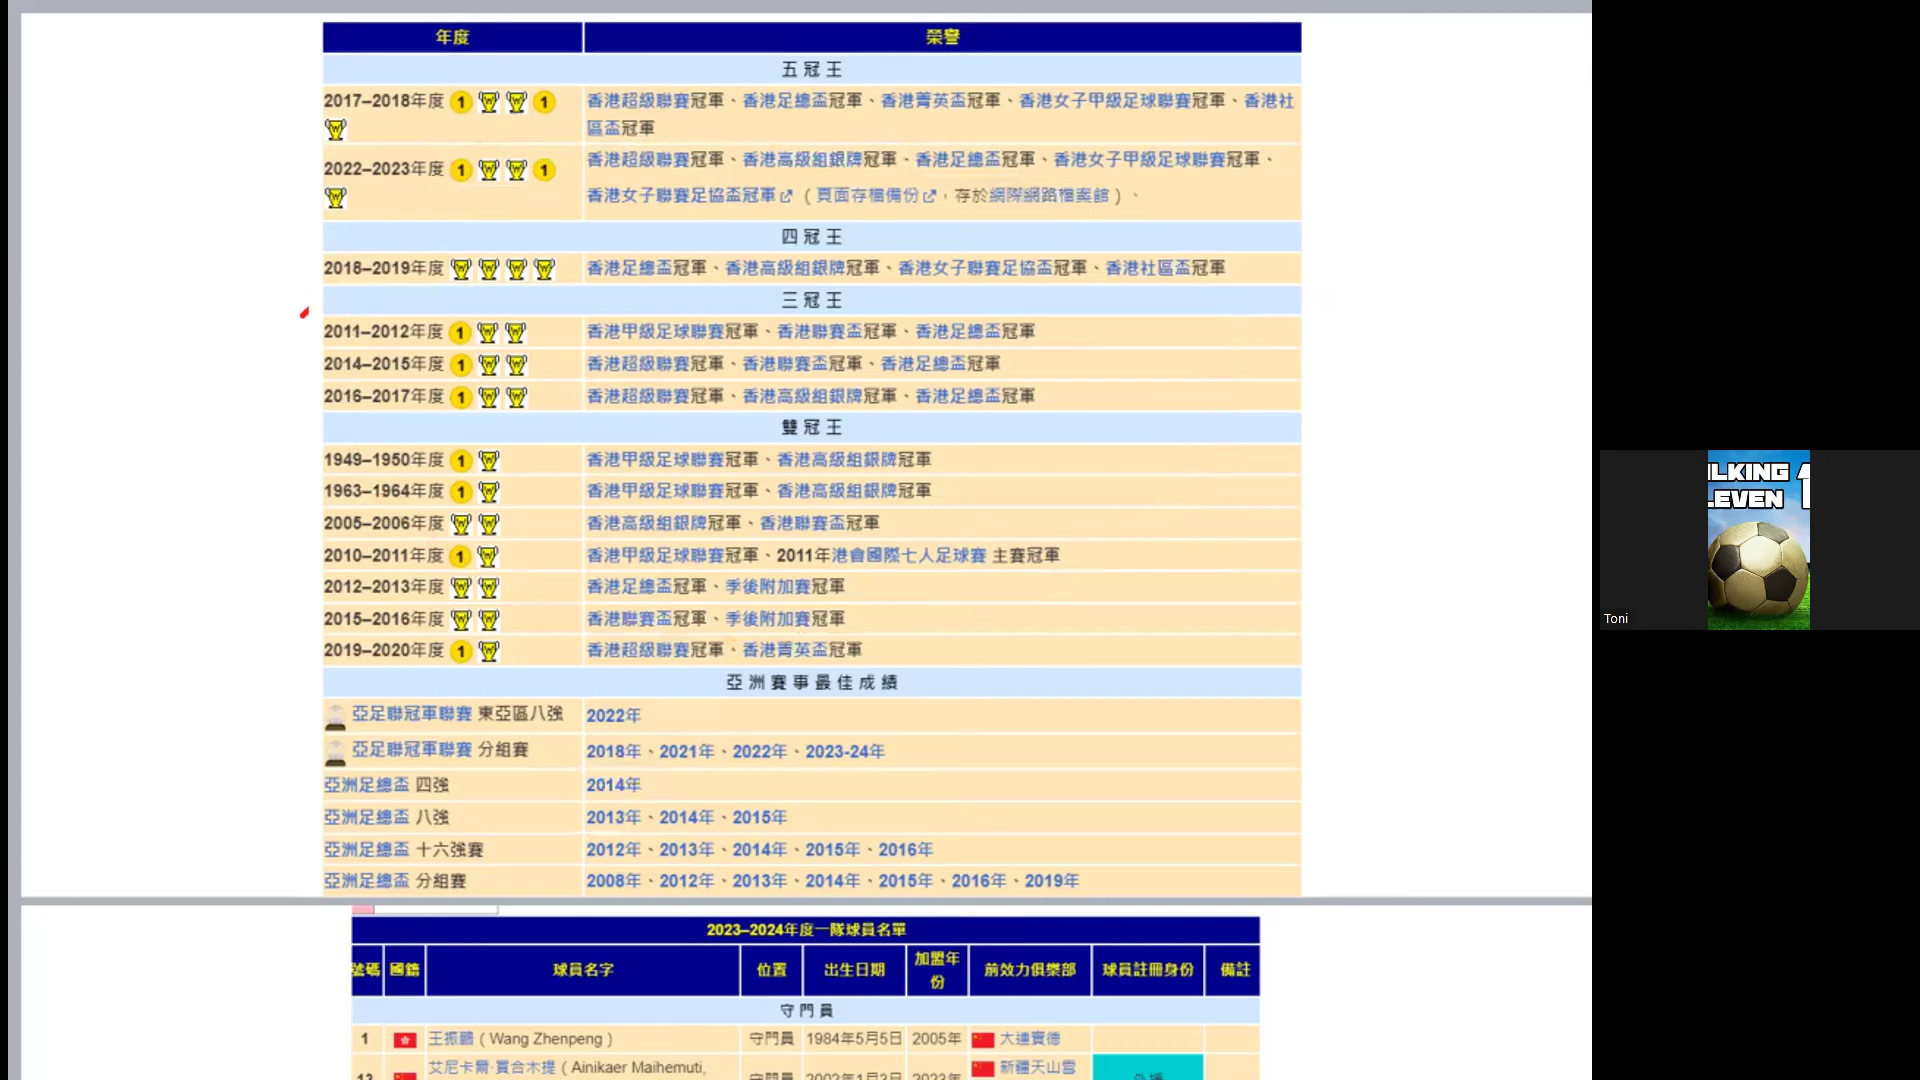 年度 榮譽
五 冠 王
2017–2018年度 1 1 香港超級聯賽冠軍、香港足總盃冠軍、香港菁英盃冠軍、香港女子甲級足球聯賽冠軍、香港社
區盃冠軍
2022–2023年度 1 1 香港超級聯賽冠軍、香港高級組銀牌冠軍、香港足總盃冠軍、香港女子甲級足球聯賽冠軍、
香港女子聯賽足協盃冠軍 （頁面存檔備份，存於網際網路檔案館）、
四 冠 王
2018–2019年度 香港足總盃冠軍、香港高級組銀牌冠軍、香港女子聯賽足協盃冠軍、香港社區盃冠軍
三 冠 王
2011–2012年度 1 香港甲級足球聯賽冠軍、香港聯賽盃冠軍、香港足總盃冠軍
2014–2015年度 1 香港超級聯賽冠軍、香港聯賽盃冠軍、香港足總盃冠軍
2016–2017年度 1 香港超級聯賽冠軍、香港高級組銀牌冠軍、香港足總盃冠軍
雙 冠 王
1949–1950年度 1 香港甲級足球聯賽冠軍、香港高級組銀牌冠軍
1963–1964年度 1 香港甲級足球聯賽冠軍、香港高級組銀牌冠軍
2005–2006年度 香港高級組銀牌冠軍、香港聯賽盃冠軍
2010–2011年度 1 香港甲級足球聯賽冠軍、2011年港會國際七人足球賽 主賽冠軍
2012–2013年度 香港足總盃冠軍、季後附加賽冠軍
2015–2016年度 香港聯賽盃冠軍、季後附加賽冠軍
2019–2020年度 1 香港超級聯賽冠軍、香港菁英盃冠軍
亞 洲 賽 事 最 佳 成 績
亞足聯冠軍聯賽 東亞區八強 2022年
亞足聯冠軍聯賽 分組賽 2018年、2021年、2022年、2023-24年
亞洲足總盃 四強 2014年
亞洲足總盃 八強 2013年、2014年、2015年
亞洲足總盃 十六強賽 2012年、2013年、2014年、2015年、2016年
亞洲足總盃 分組賽 2008年、2012年、2013年、2014年、2015年、2016年、2019年
2023–2024年度一隊球員名單
號碼 國籍 球員名字 位置 出生日期 加盟年份 前效力俱樂部 球員註冊身份 備註
守 門 員
1 王振鵬（Wang Zhenpeng） 守門員 1984年5月5日 2005年 大連實德
艾尼卡爾·買合木提（Ainikaer Maihemuti, 新疆天山雪
13 守門員 2002年1月3日 2023年 外援
LKING A
LEVEN
Toni